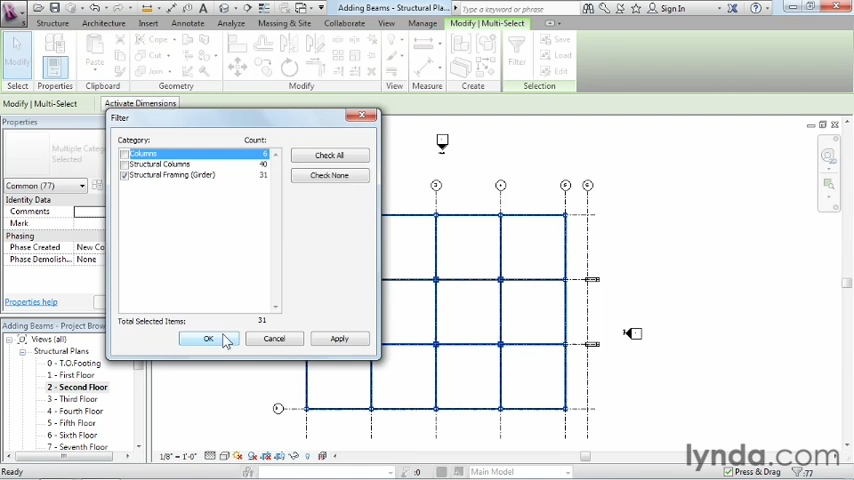 Adding Beams - Structural Pla...
Type a keyword or phrase
Sign In
Structure
Architecture
Insert
Annotate
Analyze
Massing & Site
Collaborate
View
Manage
Modify | Multi-Select
Modify
Properties
Paste
Cope
Cut
Join
Filter
Save
Load
Edit
Select
Properties
Clipboard
Geometry
Modify
View
Measure
Create
Selection
Modify | Multi-Select
Activate Dimensions
Properties
Multiple Categories
Selected
Common (77)
Identity Data
Comments
Mark
Phasing
Phase Created
New Co
Phase Demolish..
None
Properties help
Filter
Category:
Count:
Columns 6
Structural Columns 40
Structural Framing (Girder) 31
Check All
Check None
Total Selected Items:
31
OK
Cancel
Apply
3
4
5
6
Adding Beams - Project Brow
Views (all)
Structural Plans
0 - T.O.Footing
1 - First Floor
2 - Second Floor
3 - Third Floor
4 - Fourth Floor
5 - Fifth Floor
6 - Sixth Floor
7 - Seventh Floor
1/8" = 1'-0"
Ready
:0
Main Model
Press & Drag
:77
lynda.com